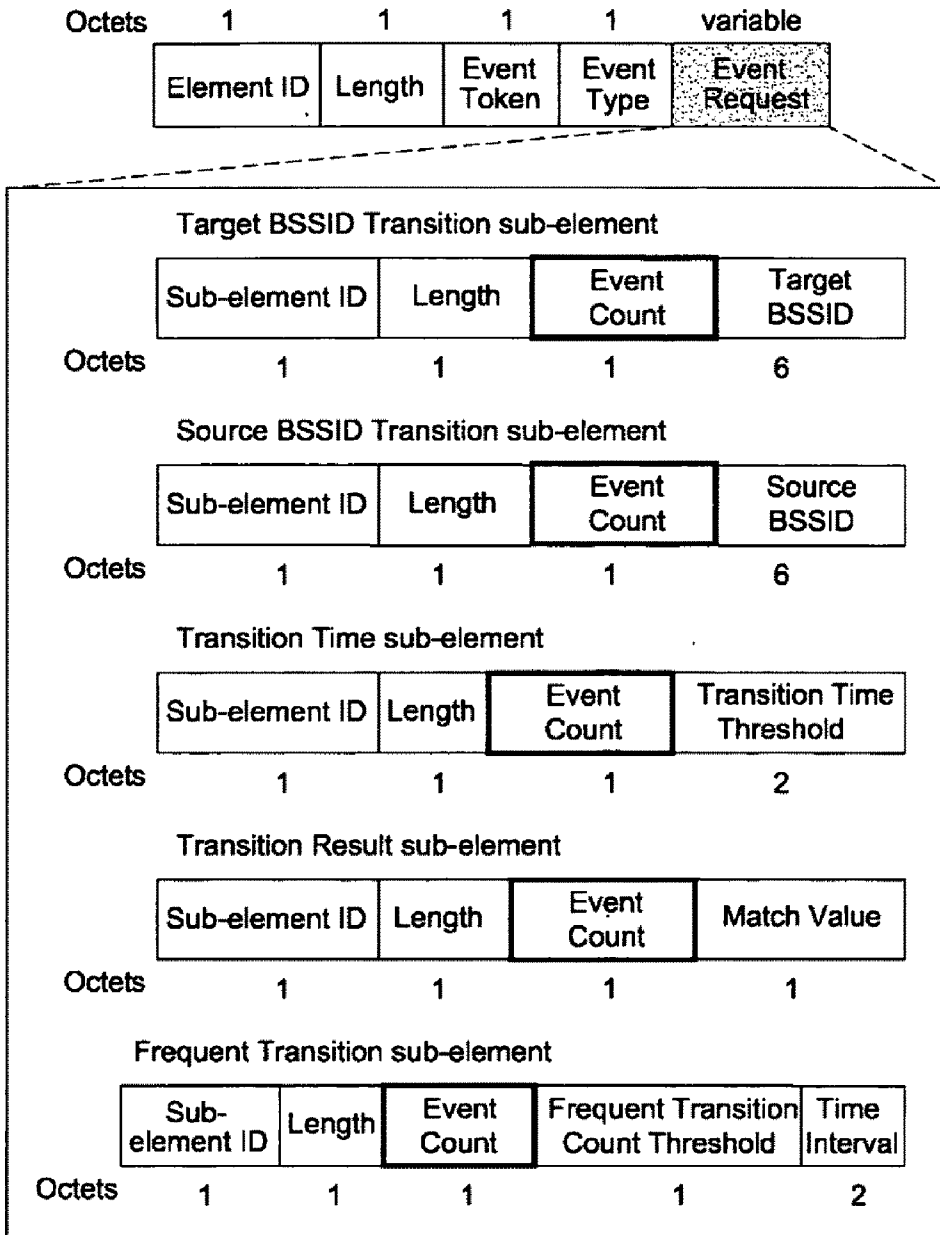 Octets 1 1 1 1 variable
Element ID Length Event Token Event Type Event Request
Target BSSID Transition sub-element
Sub-element ID Length Event Count Target BSSID
Octets 1 1 1 6
Source BSSID Transition sub-element
Sub-element ID Length Event Count Source BSSID
Octets 1 1 1 6
Transition Time sub-element
Sub-element ID Length Event Count Transition Time Threshold
Octets 1 1 1 2
Transition Result sub-element
Sub-element ID Length Event Count Match Value
Octets 1 1 1 1
Frequent Transition sub-element
Sub-element ID Length Event Count Frequent Transition Count Threshold Time Interval
Octets 1 1 1 1 2